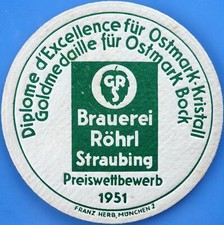 Diplome d'Excellence für Ostmark-Kristall
Goldmedaille für Ostmark Bock
GR
S
Brauerei
Röhrl
Straubing
Preiswettbewerb
1951
FRANZ HERB, MÜNCHEN 2